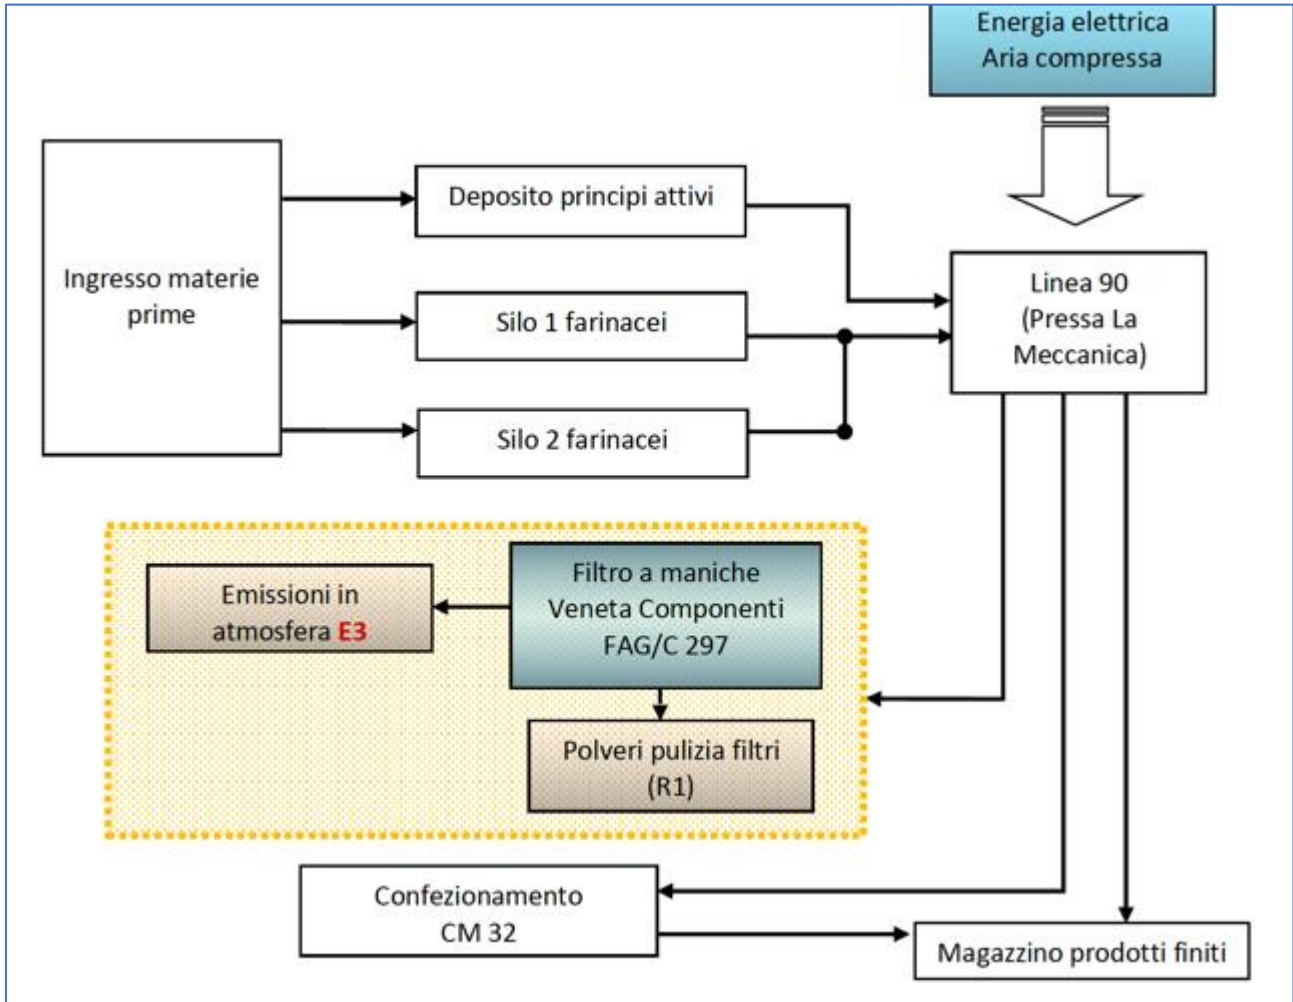 Energia elettrica
Aria compressa
Deposito principi attivi
Ingresso materie
prime
Silo 1 farinacei
Silo 2 farinacei
Linea 90
(Pressa La
Meccanica)
Emissioni in
atmosfera E3
Filtro a maniche
Veneta Componenti
FAG/C 297
Polveri pulizia filtri
(R1)
Confezionamento
CM 32
Magazzino prodotti finiti